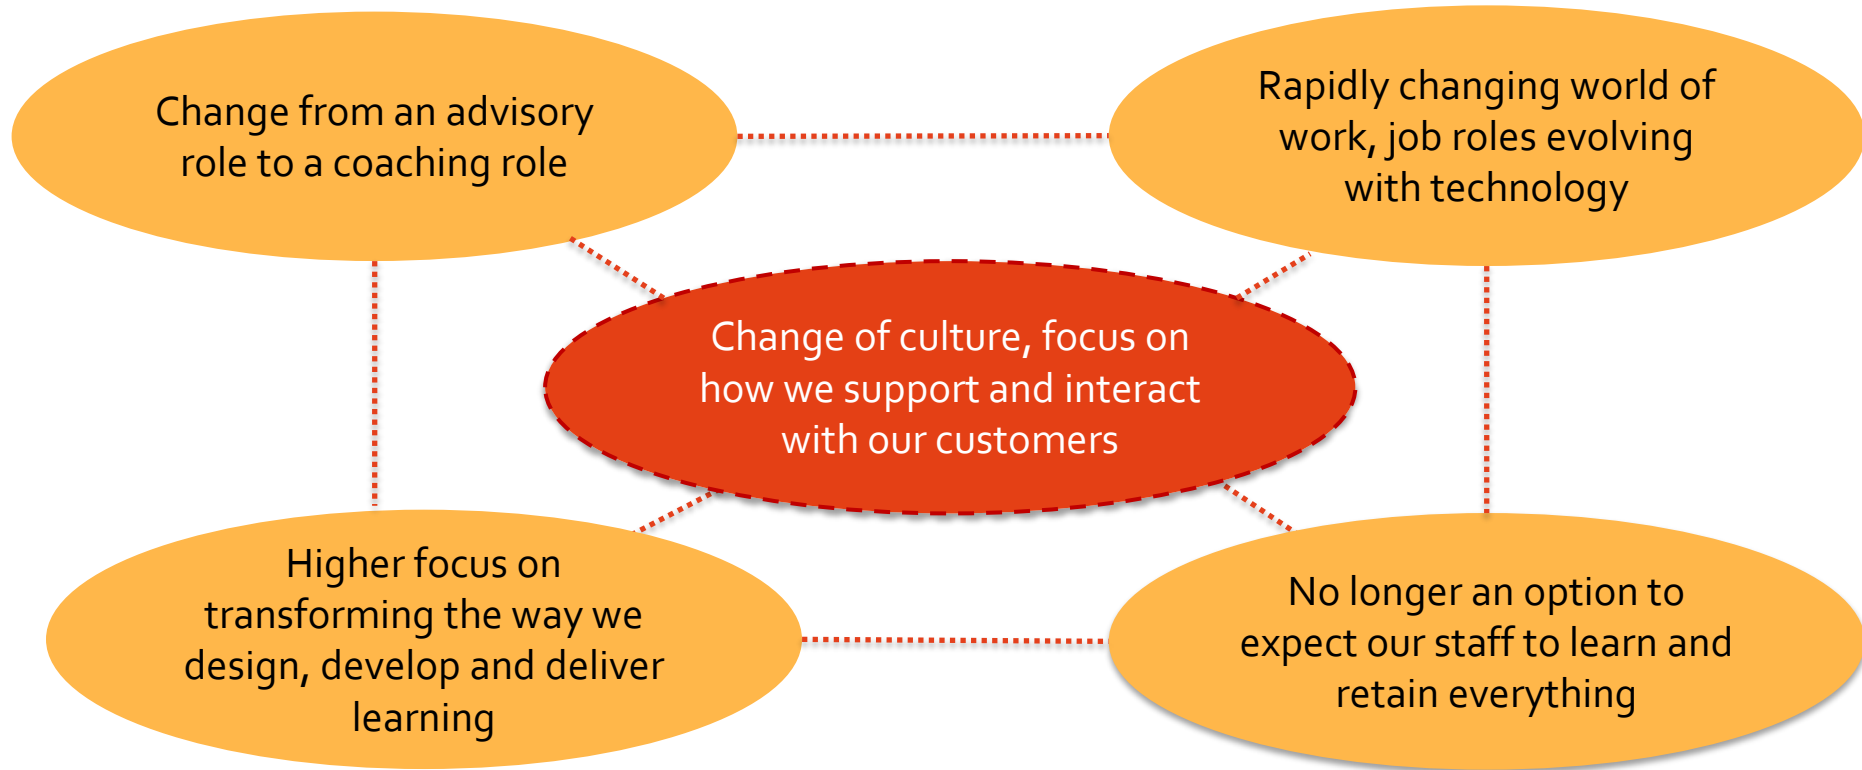 Change from an advisory
role to a coaching role
Rapidly changing world of
work, job roles evolving
with technology
Change of culture, focus on
how we support and interact
with our customers
Higher focus on
transforming the way we
design, develop and deliver
learning
No longer an option to
expect our staff to learn and
retain everything